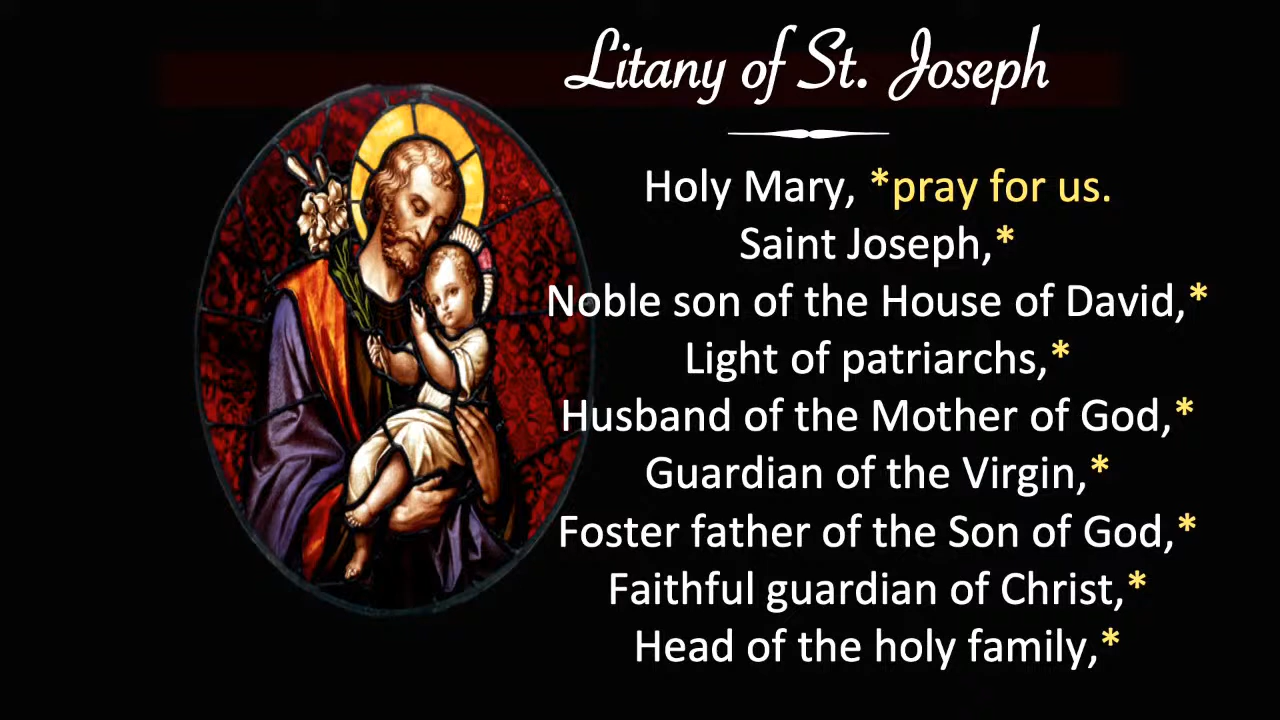 Litany of St. Joseph
Holy Mary, *pray for us.
Saint Joseph,*
Noble son of the House of David,*
Light of patriarchs,*
Husband of the Mother of God,*
Guardian of the Virgin,*
Foster father of the Son of God,*
Faithful guardian of Christ,*
Head of the holy family,*